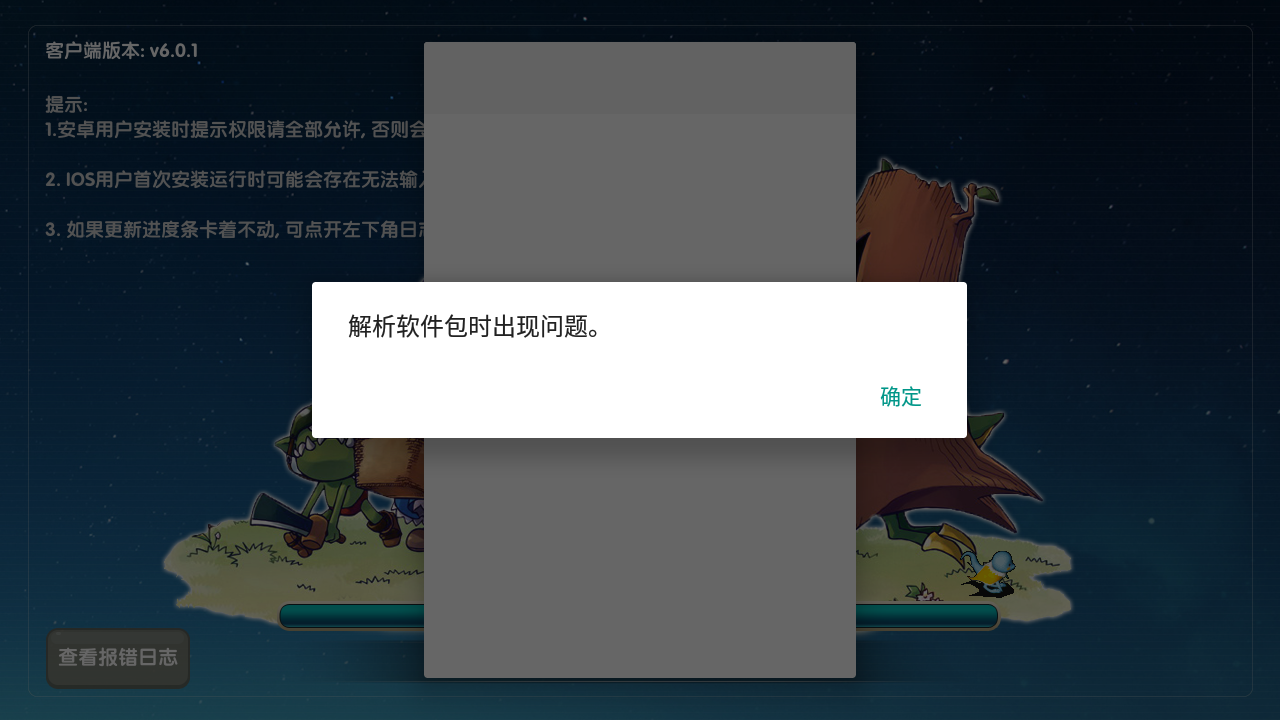 客户端版本: v6.0.1
提示:
1.安卓用户安装时提示权限请全部允许, 否则会
2. IOS用户首次安装运行时可能会存在无法输
3. 如果更新进度条卡着不动, 可点开左下角日
解析软件包时出现问题。
确定
查看报错日志